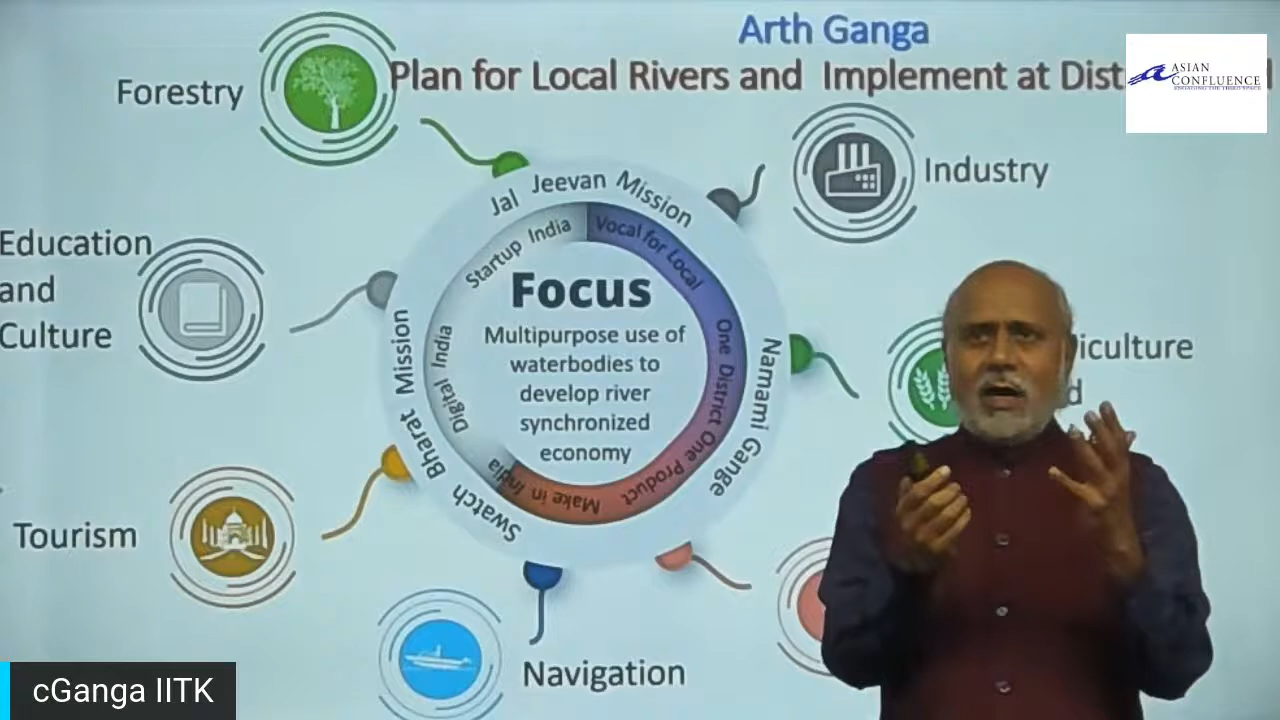 Arth Ganga
Plan for Local Rivers and Implement at Dist
ASIAN
CONFLUENCE
Forestry
Industry
Jal Jeevan Mission
Startup India
Vocal for Local
Education
and
Culture
Focus
Multipurpose use of
waterbodies to
develop river
synchronized
economy
Swatch Bharat Mission
Digital India
One District One Product
Namami Gange
Make in India
iculture
d
Tourism
Navigation
cGanga IITK